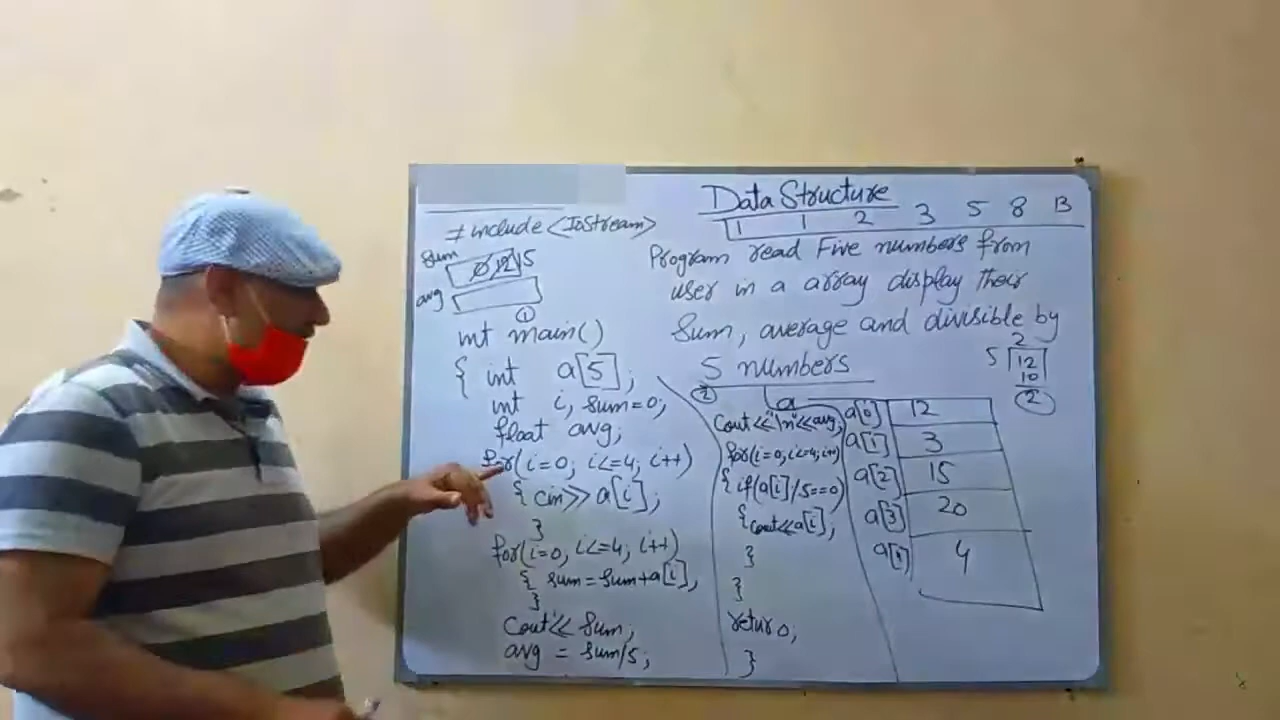 Data Structure
1 1 2 3 5 8 13
Program read Five numbers from
user in a array display their
Sum, average and divisible by
5 numbers
#include <IoStream>
sum
0 12 15
avg
①
int main()
{ int a[5];
int i, sum=0;
float avg;
for(i=0; i<=4; i++)
{ cin>> a[i];
}
for(i=0, i<=4; i++)
{ sum = sum+a[i],
}
Cout<< sum;
avg = sum/5;
②
Cout<<"\n"<<avg;
for(i=0; i<=4; i++)
{ if(a[i]/5==0)
{ Cout<<a[i];
}
}
retur 0;
}
a
a[0] 12
a[1] 3
a[2] 15
a[3] 20
a[4] 4
2
5 12
10
2